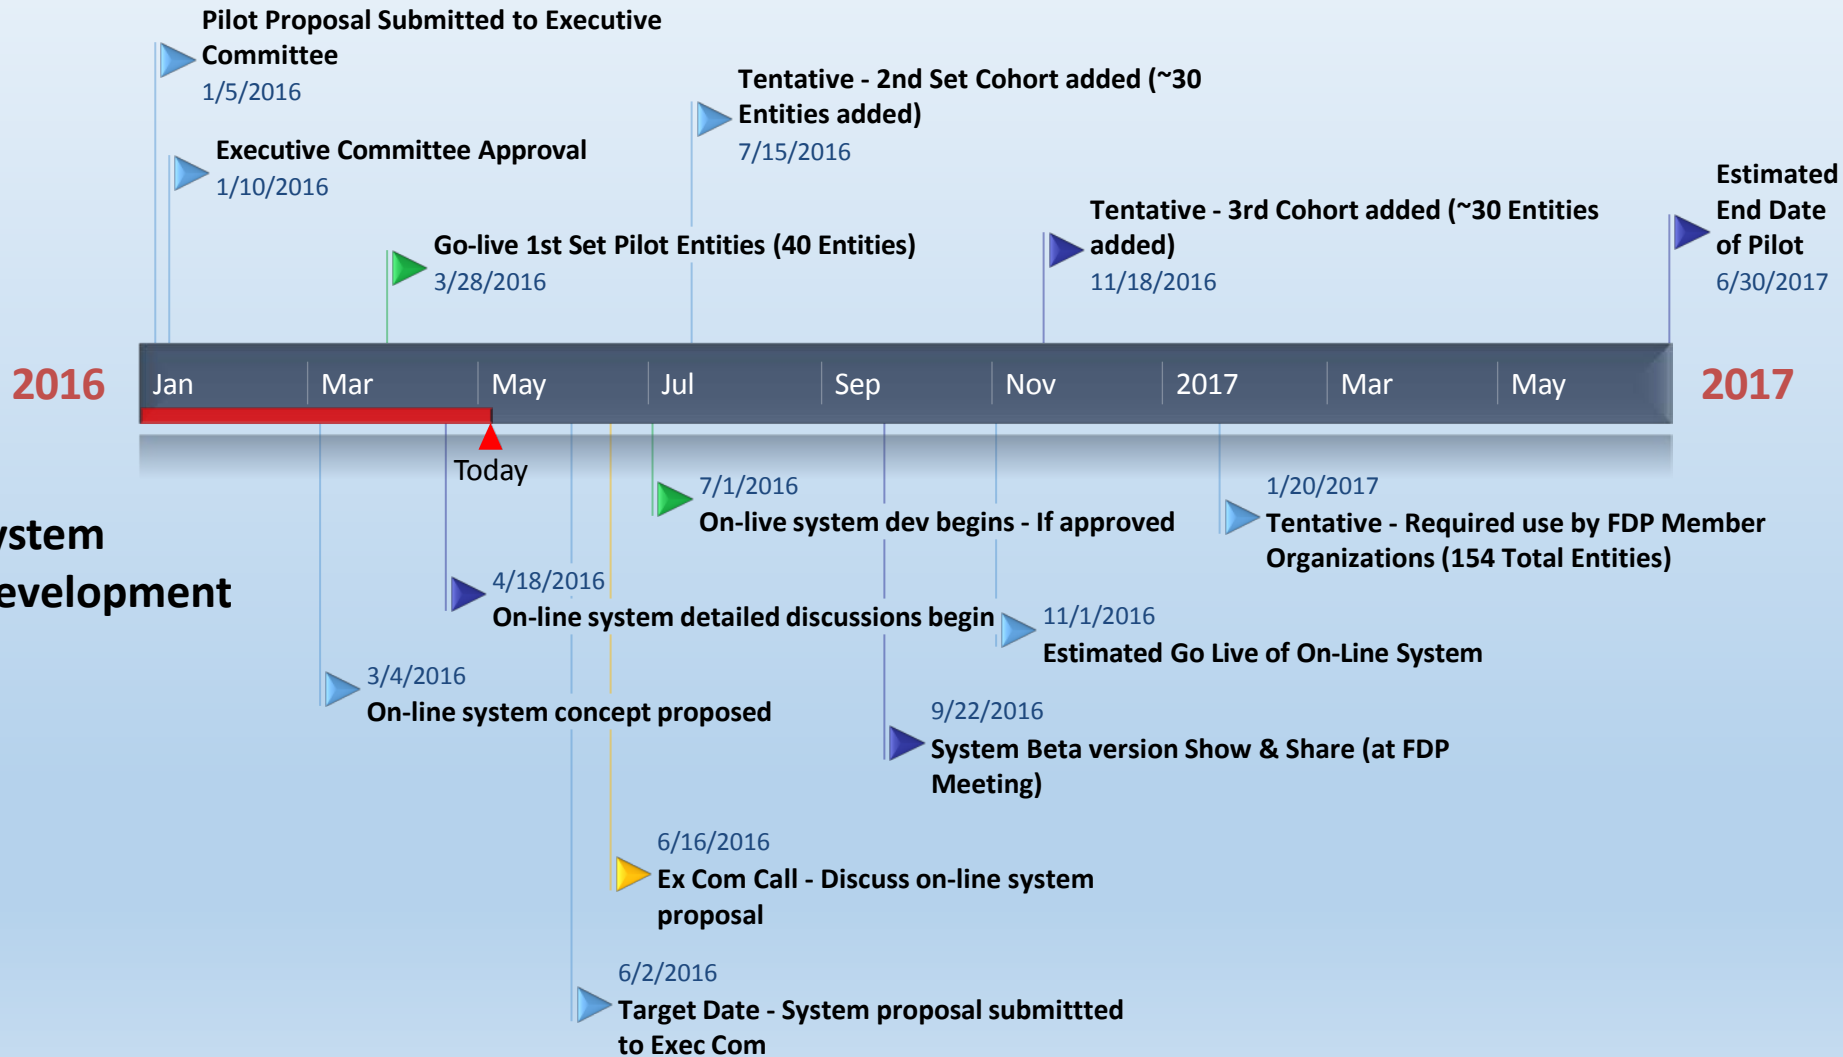 Pilot Proposal Submitted to Executive
Committee
1/5/2016
Executive Committee Approval
1/10/2016
Go-live 1st Set Pilot Entities (40 Entities)
3/28/2016
Tentative - 2nd Set Cohort added (~30
Entities added)
7/15/2016
Tentative - 3rd Cohort added (~30 Entities
added)
11/18/2016
Estimated
End Date
of Pilot
6/30/2017
2016
Jan
Mar
May
Jul
Sep
Nov
2017
Mar
May
2017
Today
ystem
evelopment
7/1/2016
On-live system dev begins - If approved
1/20/2017
Tentative - Required use by FDP Member
Organizations (154 Total Entities)
4/18/2016
On-line system detailed discussions begin
11/1/2016
Estimated Go Live of On-Line System
3/4/2016
On-line system concept proposed
9/22/2016
System Beta version Show & Share (at FDP
Meeting)
6/16/2016
Ex Com Call - Discuss on-line system
proposal
6/2/2016
Target Date - System proposal submittted
to Exec Com